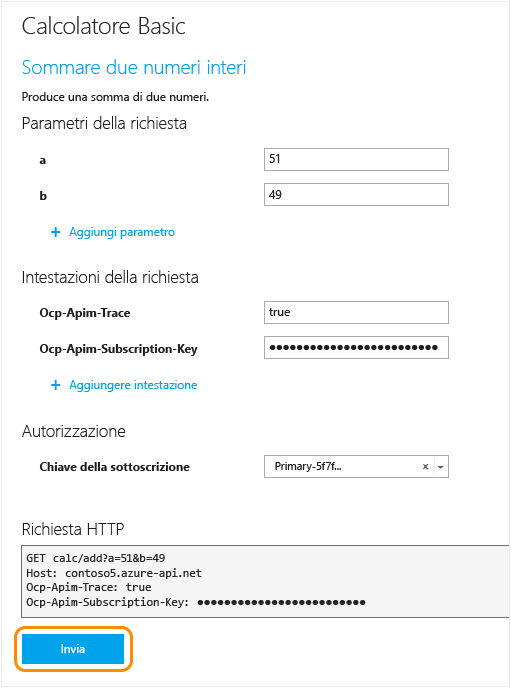 Calcolatore Basic
Sommare due numeri interi
Produce una somma di due numeri.
Parametri della richiesta
a 51
b 49
+ Aggiungi parametro
Intestazioni della richiesta
Ocp-Apim-Trace true
Ocp-Apim-Subscription-Key ●●●●●●●●●●●●●●●●●●●●●●●●●
+ Aggiungere intestazione
Autorizzazione
Chiave della sottoscrizione Primary-5f7f... ×
Richiesta HTTP
GET calc/add?a=51&b=49
Host: contoso5.azure-api.net
Ocp-Apim-Trace: true
Ocp-Apim-Subscription-Key: ●●●●●●●●●●●●●●●●●●●●●●●●●
Invia